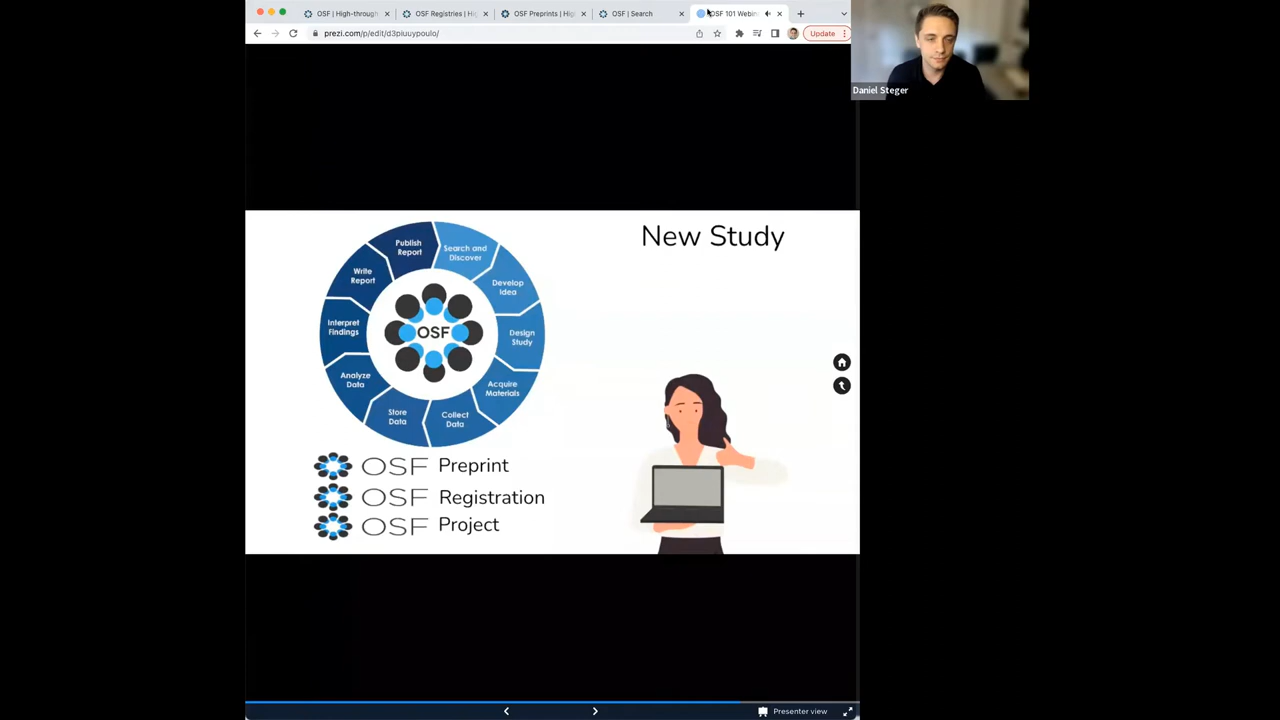 OSF | High-through
OSF Registries | Hi
OSF Preprints | Hig
OSF | Search
OSF 101 Webin
prezi.com/p/edit/d3piuuypoulo/
Update
Daniel Steger
New Study
Publish
Report
Search and
Discover
Develop
Idea
Design
Study
Acquire
Materials
Collect
Data
Store
Data
Analyze
Data
Interpret
Findings
Write
Report
OSF
OSF Preprint
OSF Registration
OSF Project
Presenter view